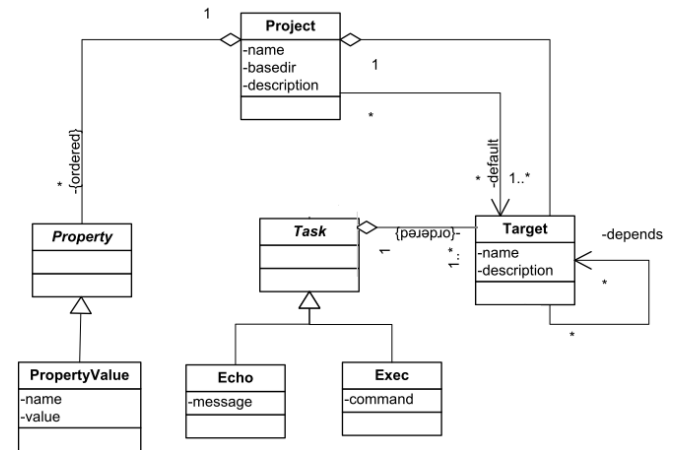 1
Project
-name
-basedir
-description
1
*
-{ordered}
*
-default
*
1..*
Property
Task
-{ordered}
1
1..*
Target
-name
-description
-depends
*
*
PropertyValue
-name
-value
Echo
-message
Exec
-command